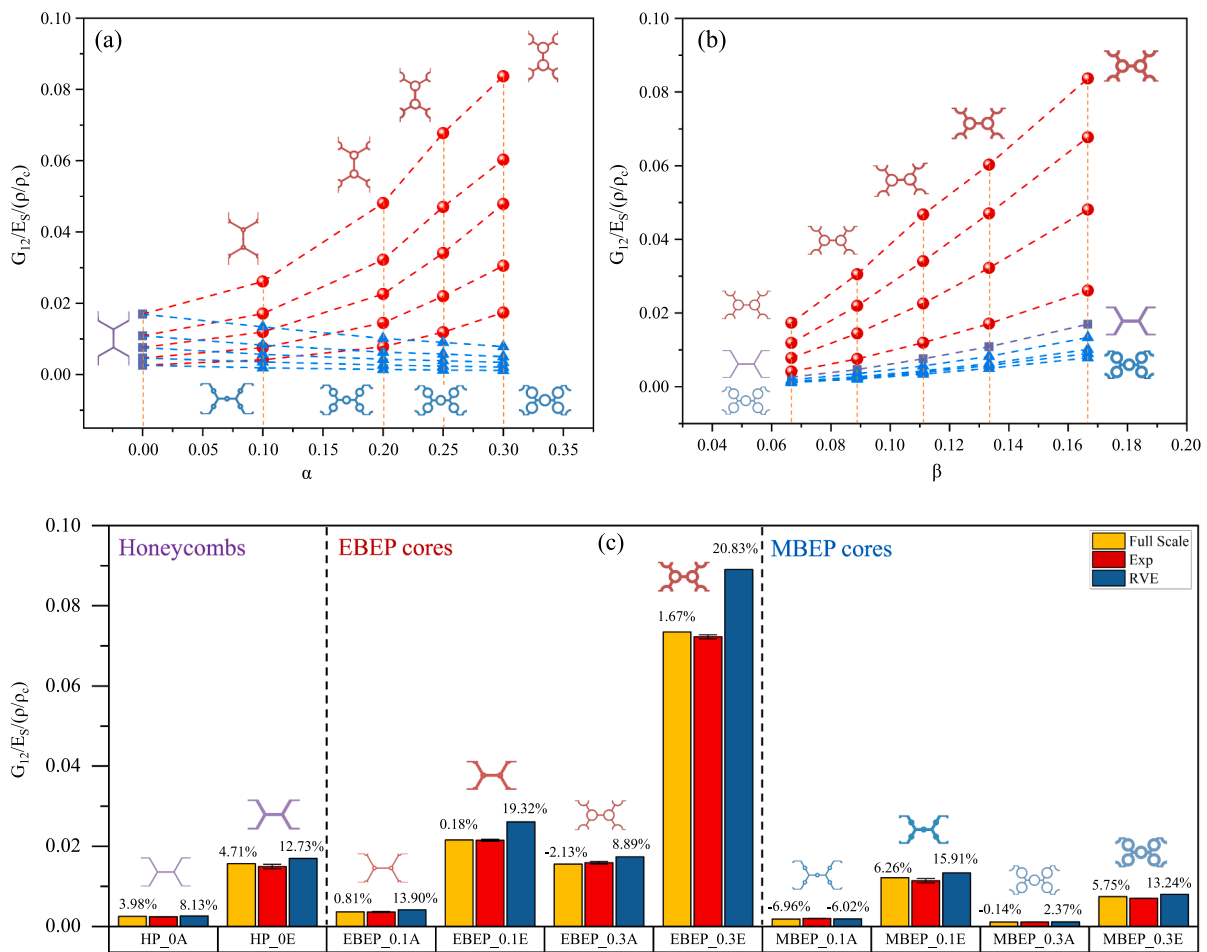 (a)
0.10
0.08
0.06
0.04
0.02
0.00
G12/ES/(ρ/ρc)
0.00 0.05 0.10 0.15 0.20 0.25 0.30 0.35
α
(b)
0.10
0.08
0.06
0.04
0.02
0.00
G12/ES/(ρ/ρc)
0.04 0.06 0.08 0.10 0.12 0.14 0.16 0.18 0.20
β
(c)
0.10
0.08
0.06
0.04
0.02
0.00
G12/ES/(ρ/ρc)
Honeycombs
EBEP cores
MBEP cores
Full Scale
Exp
RVE
3.98% 8.13%
4.71% 12.73%
0.81% 13.90%
0.18% 19.32%
-2.13% 8.89%
1.67% 20.83%
-6.96% -6.02%
6.26% 15.91%
-0.14% 2.37%
5.75% 13.24%
HP_0A HP_0E EBEP_0.1A EBEP_0.1E EBEP_0.3A EBEP_0.3E MBEP_0.1A MBEP_0.1E MBEP_0.3A MBEP_0.3E